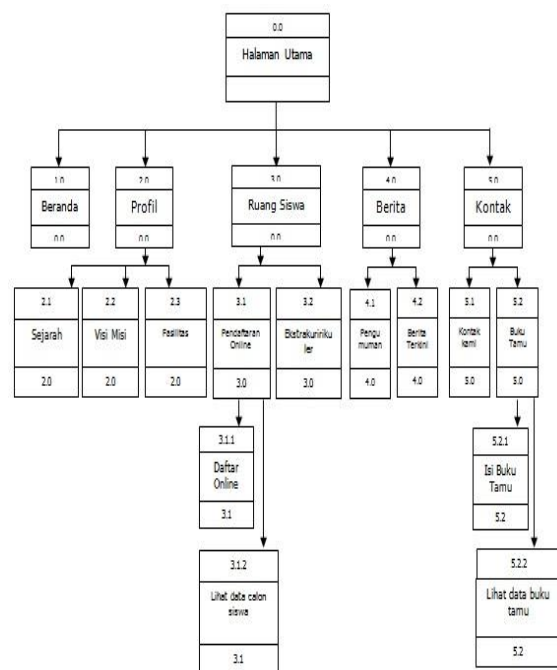 0.0
Halaman Utama
1.0
Beranda
0.0
2.0
Profil
0.0
3.0
Ruang Siswa
0.0
4.0
Berita
0.0
5.0
Kontak
0.0
2.1
Sejarah
2.0
2.2
Visi Misi
2.0
2.3
Fasilitas
2.0
3.1
Pendaftaran
Online
3.0
3.2
Ekstrakuririku
ler
3.0
4.1
Pengu
muman
4.0
4.2
Berita
Terkini
4.0
5.1
Kontak
kami
5.0
5.2
Buku
Tamu
5.0
3.1.1
Daftar
Online
3.1
5.2.1
Isi Buku
Tamu
5.2
3.1.2
Lihat data calon
siswa
3.1
5.2.2
Lihat data buku
tamu
5.2